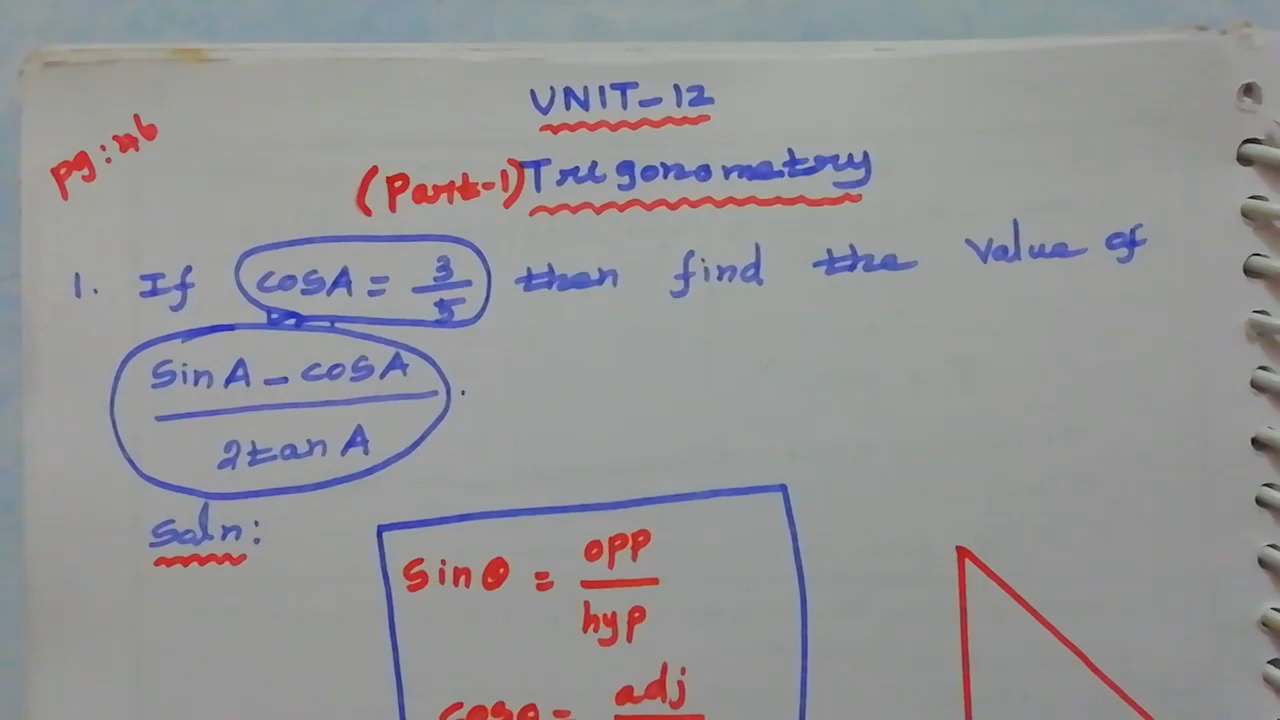 UNIT-12
(Part-1) Trigonometry
1. If cosA = 3/5 then find the value of
sinA - cosA
2tanA
Soln:
sinθ = opp/hyp
cosθ = adj